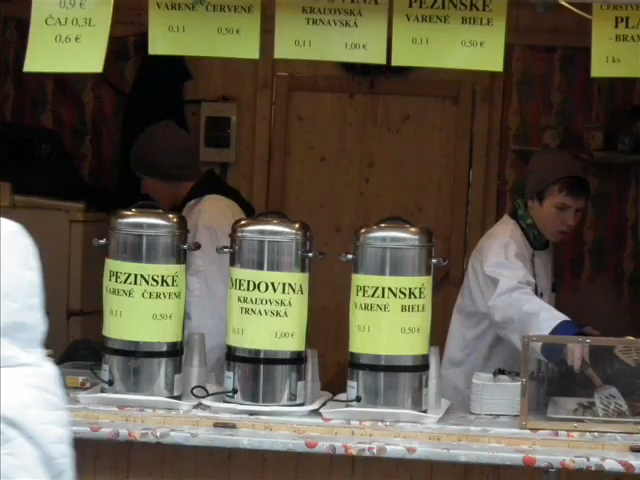 0,9 €
ČAJ 0,3L
0,6 €
VARENÉ ČERVENÉ
0,1 l 0,50 €
MEDOVINA
KRAĽOVSKÁ
TRNAVSKÁ
0,1 l 1,00 €
PEZINSKÉ
VARENÉ BIELE
0,1 l 0,50 €
1 ks
PEZINSKÉ
VARENÉ ČERVENÉ
0,1 l 0,50 €
MEDOVINA
KRAĽOVSKÁ
TRNAVSKÁ
0,1 l 1,00 €
PEZINSKÉ
VARENÉ BIELE
0,1 l 0,50 €